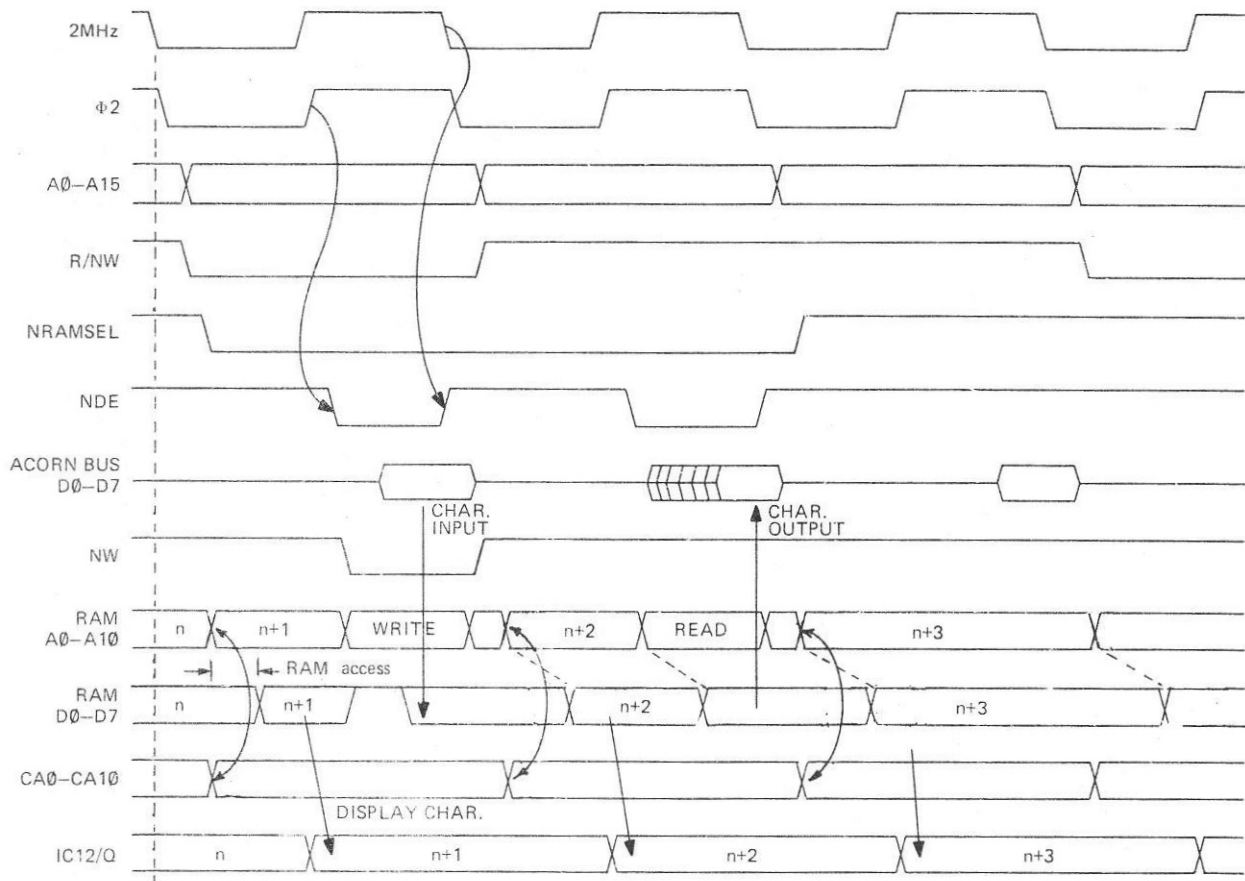 2MHz
Φ2
AØ—A15
R/NW
NRAMSEL
NDE
ACORN BUS
DØ—D7
CHAR.
INPUT
CHAR.
OUTPUT
NW
RAM
AØ—A1Ø
n
n+1
WRITE
n+2
READ
n+3
RAM access
RAM
DØ—D7
n
n+1
n+2
n+3
CAØ—CA1Ø
DISPLAY CHAR.
IC12/Q
n
n+1
n+2
n+3